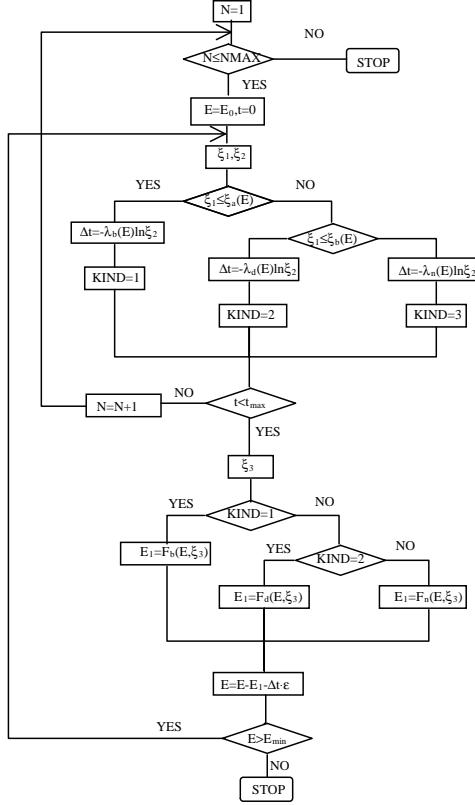 N=1
NO
N≤NMAX
STOP
YES
E=E₀,t=0
ξ₁,ξ₂
YES
NO
ξ₁≤ξₐ(E)
Δt=-λ_b(E)lnξ₂
ξ₁≤ξ_b(E)
Δt=-λ_d(E)lnξ₂
Δt=-λₙ(E)lnξ₂
KIND=1
KIND=2
KIND=3
NO
t<t_max
N=N+1
YES
ξ₃
YES
NO
KIND=1
E₁=F_b(E,ξ₃)
YES
NO
KIND=2
E₁=F_d(E,ξ₃)
E₁=Fₙ(E,ξ₃)
E=E-E₁-Δt·ε
YES
E>E_min
NO
STOP